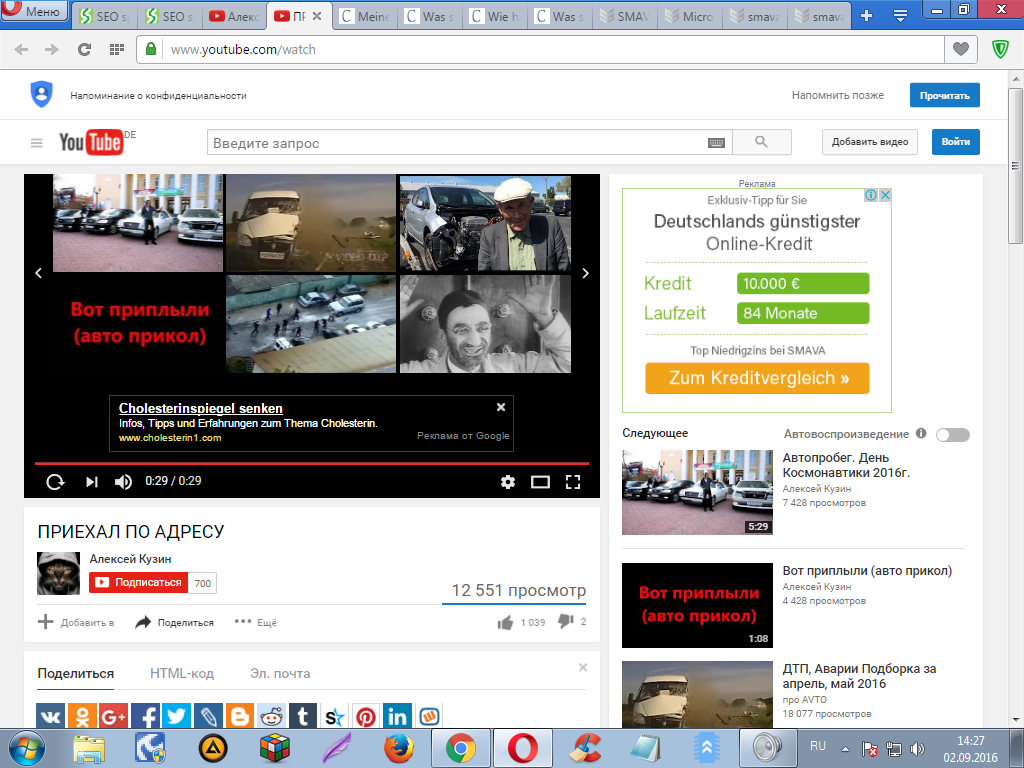 Меню
SEO s
SEO s
Алекс
ПР
Meine
Was s
Wie h
Was s
SMAV
Micro
smava
smava
www.youtube.com/watch
Напоминание о конфиденциальности
Напомнить позже
Прочитать
YouTube DE
Введите запрос
Добавить видео
Войти
Вот приплыли
(авто прикол)
Cholesterinspiegel senken
Infos, Tipps und Erfahrungen zum Thema Cholesterin.
www.cholesterin1.com
Реклама от Google
0:29 / 0:29
ПРИЕХАЛ ПО АДРЕСУ
Алексей Кузин
Подписаться
700
12 551 просмотр
Добавить в
Поделиться
Ещё
1 039
2
Поделиться
HTML-код
Эл. почта
Реклама
Exklusiv-Tipp für Sie
Deutschlands günstigster
Online-Kredit
Kredit
10.000 €
Laufzeit
84 Monate
Top Niedrigzins bei SMAVA
Zum Kreditvergleich »
Следующее
Автовоспроизведение
Автопробег. День
Космонавтики 2016г.
Алексей Кузин
7 428 просмотров
5:29
Вот приплыли
(авто прикол)
1:08
Вот приплыли (авто прикол)
Алексей Кузин
4 428 просмотров
ДТП, Аварии Подборка за
апрель, май 2016
про AVTO
18 077 просмотров
RU
14:27
02.09.2016